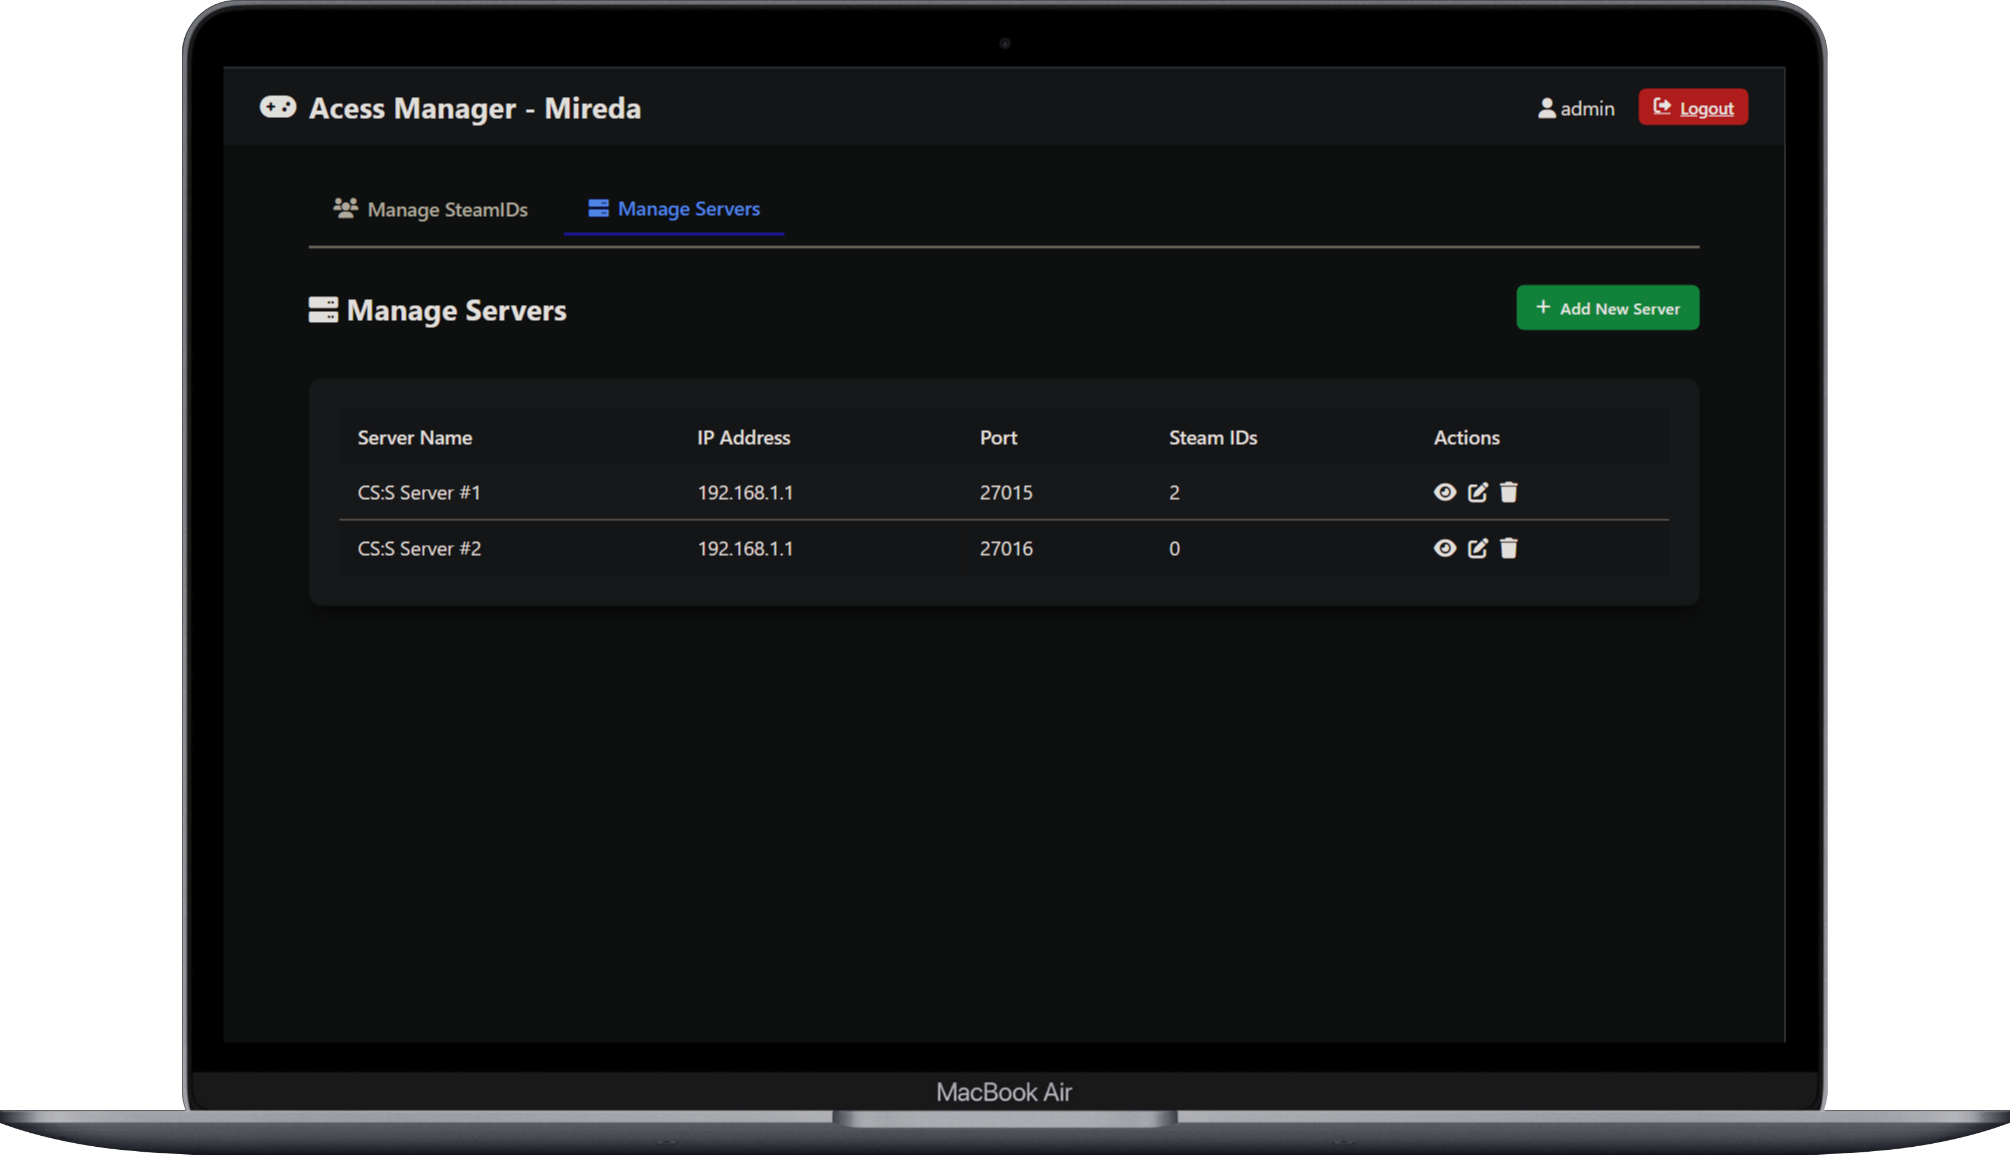 Acess Manager - Mireda
admin
Logout
Manage SteamIDs
Manage Servers
Manage Servers
+ Add New Server
Server Name IP Address Port Steam IDs Actions
CS:S Server #1 192.168.1.1 27015 2
CS:S Server #2 192.168.1.1 27016 0
MacBook Air